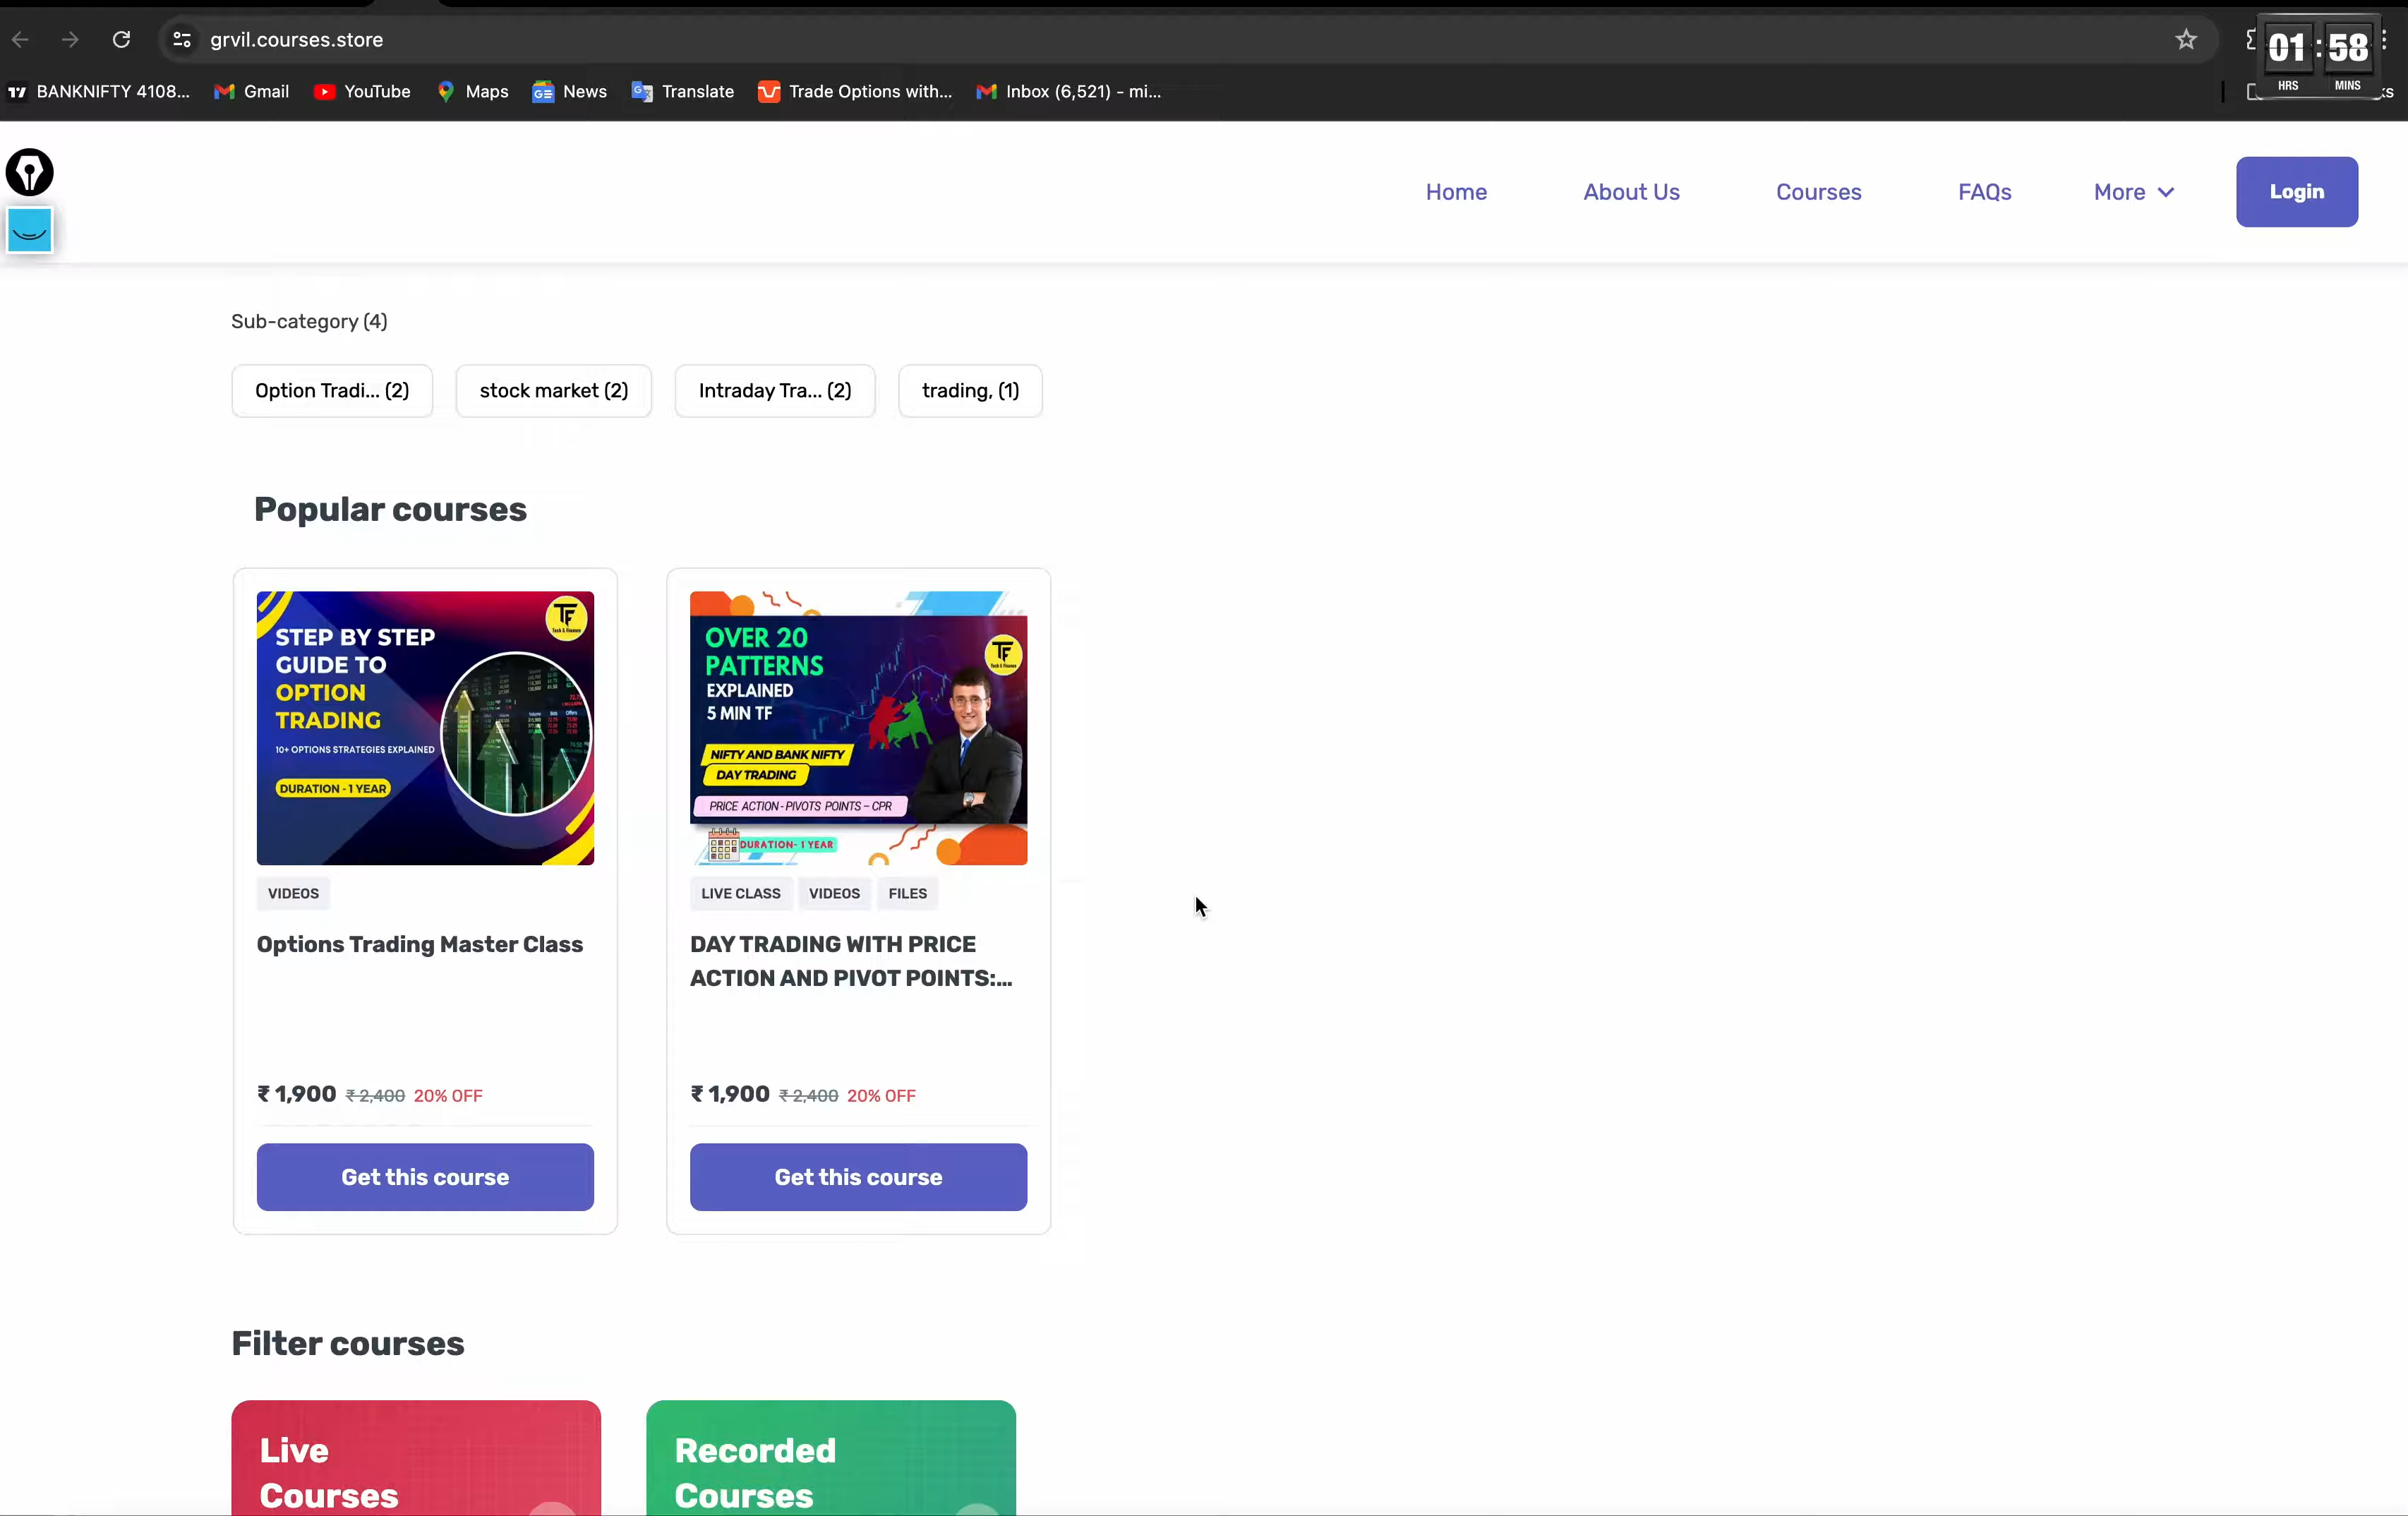 grvil.courses.store
01:58
HRS MINS
BANKNIFTY 4108... Gmail YouTube Maps News Translate Trade Options with... Inbox (6,521) - mi...
Home About Us Courses FAQs More Login
Sub-category (4)
Option Tradi... (2) stock market (2) Intraday Tra... (2) trading, (1)
Popular courses
STEP BY STEP
GUIDE TO
OPTION
TRADING
10+ OPTIONS STRATEGIES EXPLAINED
DURATION - 1 YEAR
TF
Tech & Finance
OVER 20
PATTERNS
EXPLAINED
5 MIN TF
NIFTY AND BANK NIFTY
DAY TRADING
PRICE ACTION - PIVOTS POINTS – CPR
DURATION- 1 YEAR
TF
Tech & Finance
VIDEOS
LIVE CLASS VIDEOS FILES
Options Trading Master Class
DAY TRADING WITH PRICE
ACTION AND PIVOT POINTS:...
₹ 1,900 ₹ 2,400 20% OFF
₹ 1,900 ₹ 2,400 20% OFF
Get this course
Get this course
Filter courses
Live
Courses
Recorded
Courses